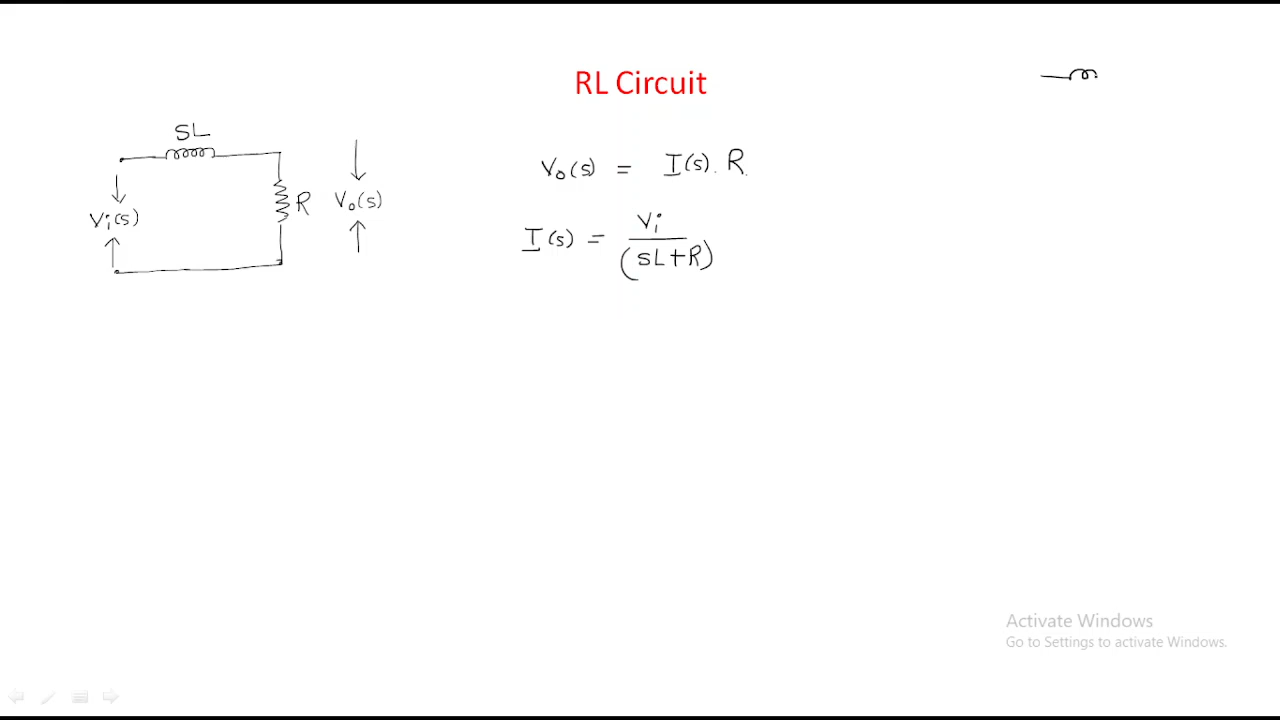 RL Circuit
SL
Vi(s)
R
Vo(s)
Vo(s) = I(s). R.
I(s) = Vi / (sL+R)
Activate Windows
Go to Settings to activate Windows.